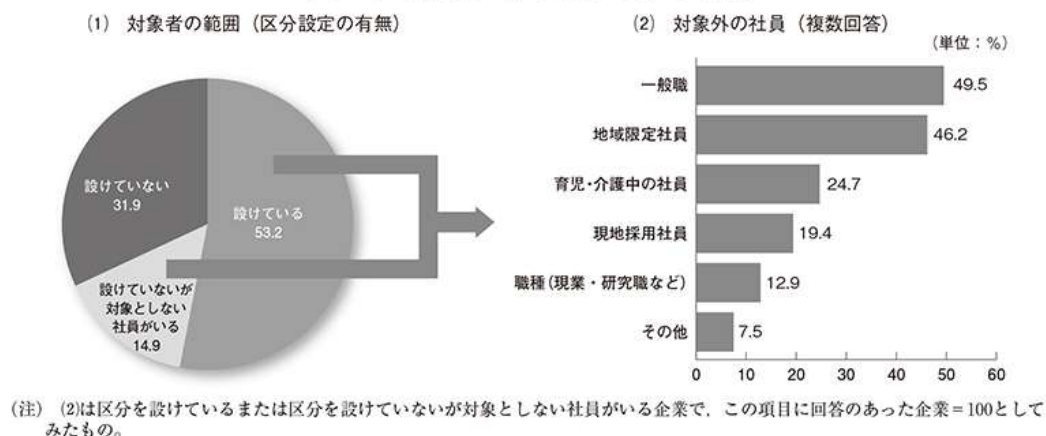 (1) 対象者の範囲（区分設定の有無）
設けていない
31.9
設けている
53.2
設けていないが
対象としない
社員がいる
14.9
(2) 対象外の社員（複数回答）
（単位：％）
一般職
49.5
地域限定社員
46.2
育児・介護中の社員
24.7
現地採用社員
19.4
職種（現業・研究職など）
12.9
その他
7.5
0 10 20 30 40 50 60
(注) (2)は区分を設けているまたは区分を設けていないが対象としない社員がいる企業で，この項目に回答のあった企業＝100として
みたもの。